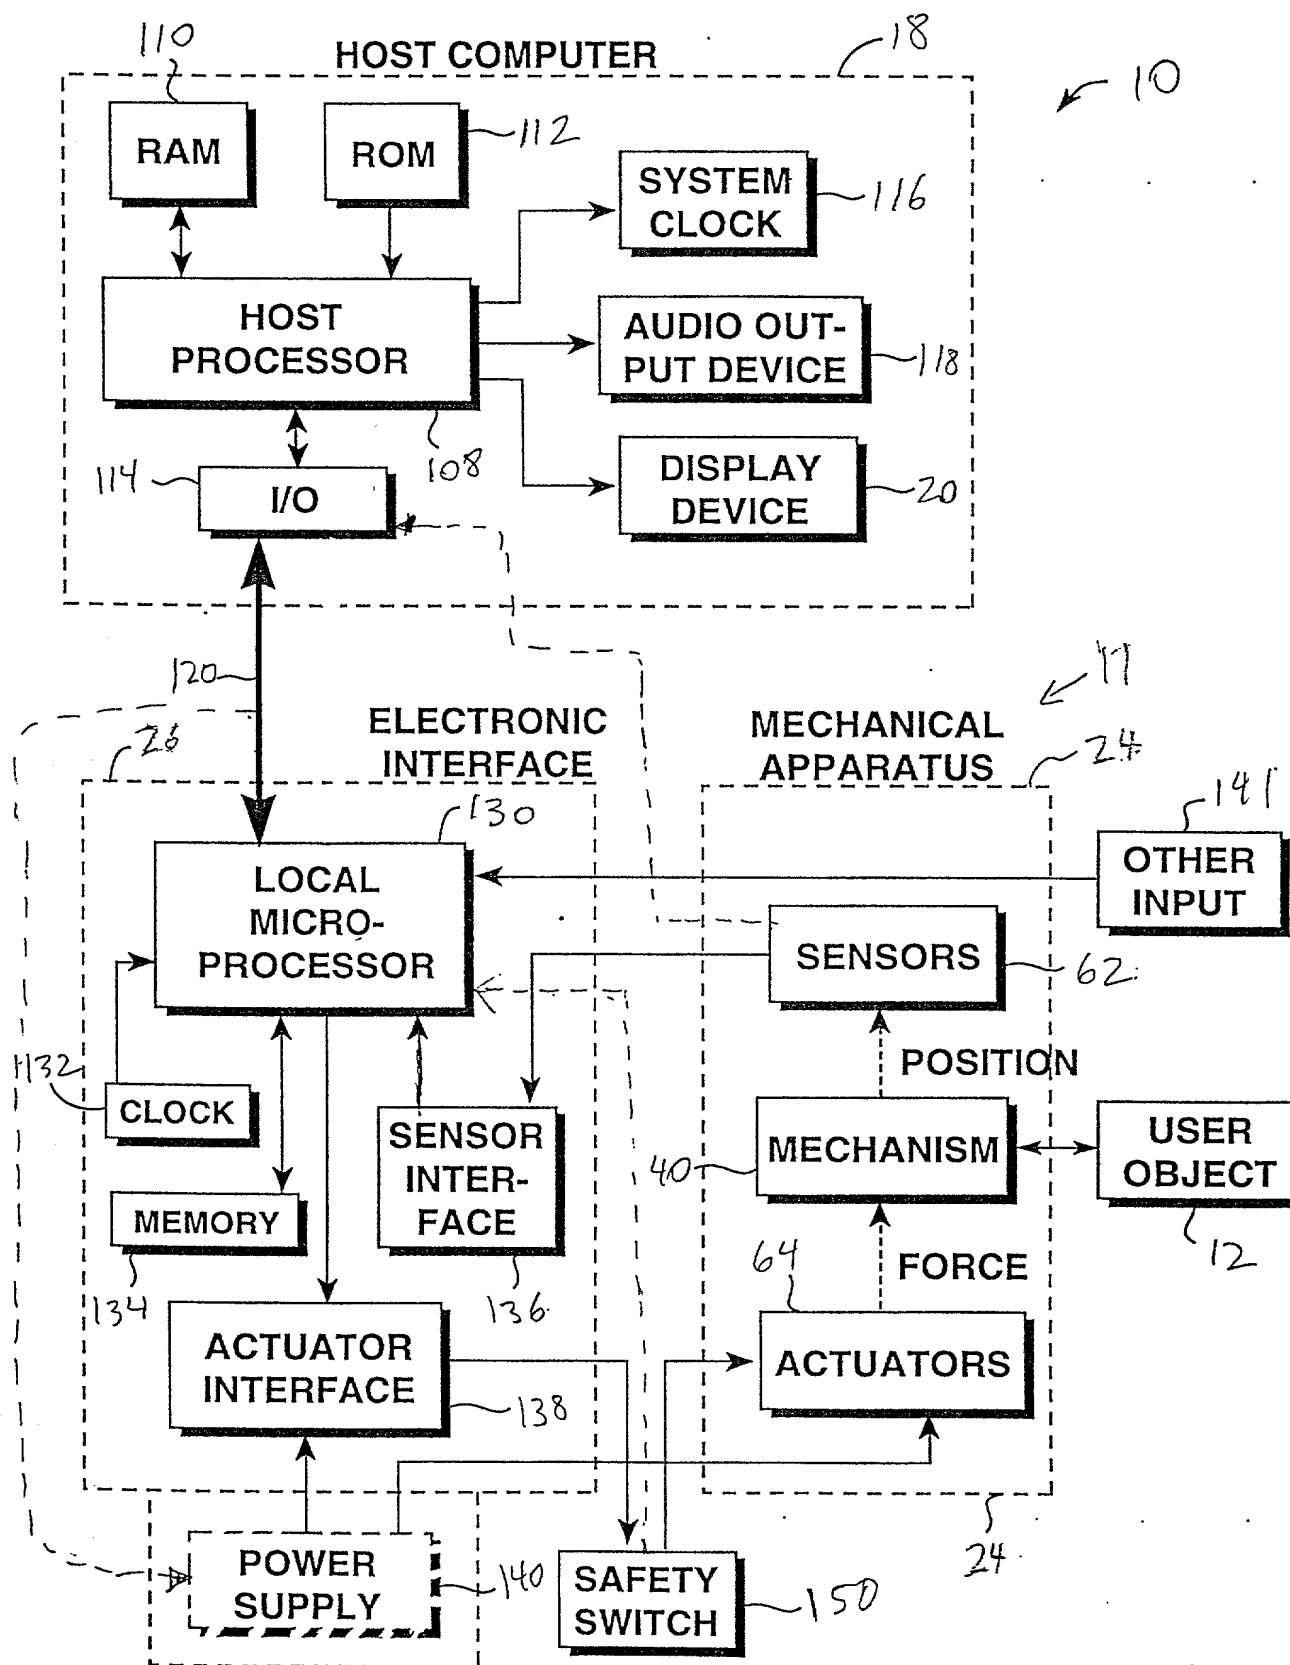 110
HOST COMPUTER
18
10
RAM
ROM
112
SYSTEM
CLOCK
116
HOST
PROCESSOR
AUDIO OUT-
PUT DEVICE
118
108
114
I/O
DISPLAY
DEVICE
20
120
11
26
ELECTRONIC
INTERFACE
MECHANICAL
APPARATUS
24
130
141
LOCAL
MICRO-
PROCESSOR
OTHER
INPUT
SENSORS
62
132
CLOCK
POSITION
SENSOR
INTER-
FACE
40
MECHANISM
USER
OBJECT
MEMORY
134
136
64
FORCE
12
ACTUATOR
INTERFACE
138
ACTUATORS
POWER
SUPPLY
140
SAFETY
SWITCH
150
24